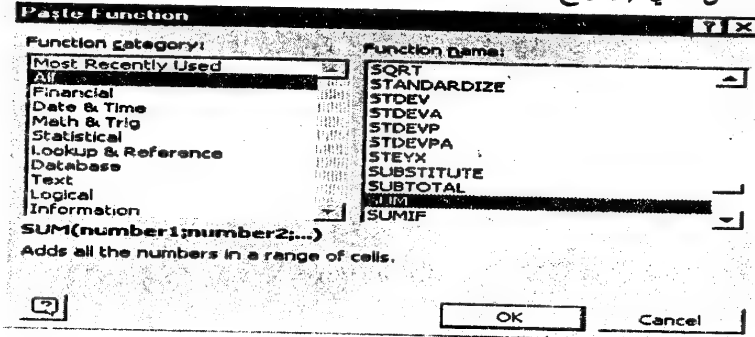 Paste Function
Function category:
Most Recently Used
All
Financial
Date & Time
Math & Trig
Statistical
Lookup & Reference
Database
Text
Logical
Information
Function name:
SQRT
STANDARDIZE
STDEV
STDEVA
STDEVP
STDEVPA
STEYX
SUBSTITUTE
SUBTOTAL
SUM
SUMIF
SUM(number1;number2;...)
Adds all the numbers in a range of cells.
OK
Cancel